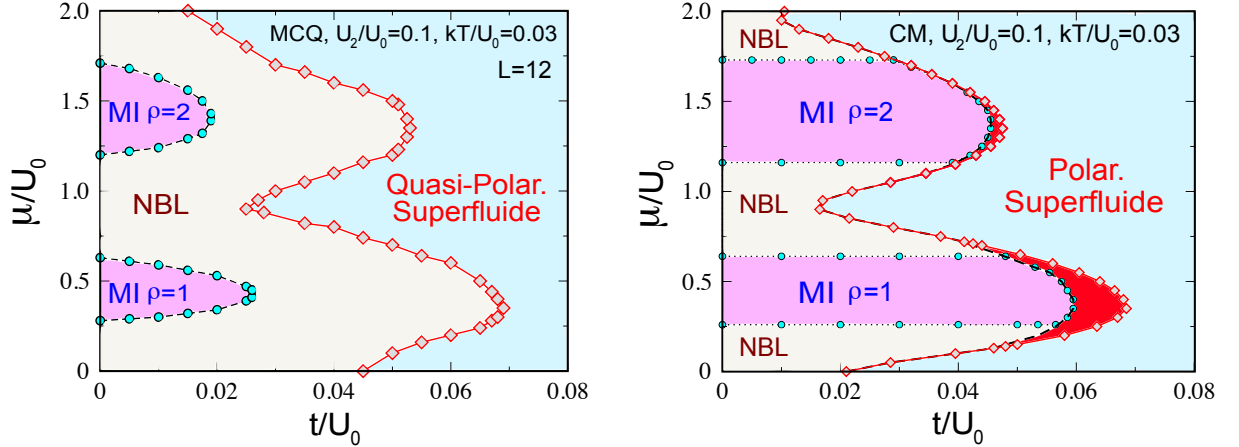 MCQ, U₂/U₀=0.1, kT/U₀=0.03
L=12
MI ρ=2
NBL
Quasi-Polar.
Superfluide
MI ρ=1
μ/U₀
2.0
1.5
1.0
0.5
0
0.00
0.02
0.04
0.06
0.08
t/U₀
CM, U₂/U₀=0.1, kT/U₀=0.03
NBL
MI ρ=2
NBL
Polar.
Superfluide
MI ρ=1
NBL
μ/U₀
2.0
1.5
1.0
0.5
0
0.00
0.02
0.04
0.06
0.08
t/U₀